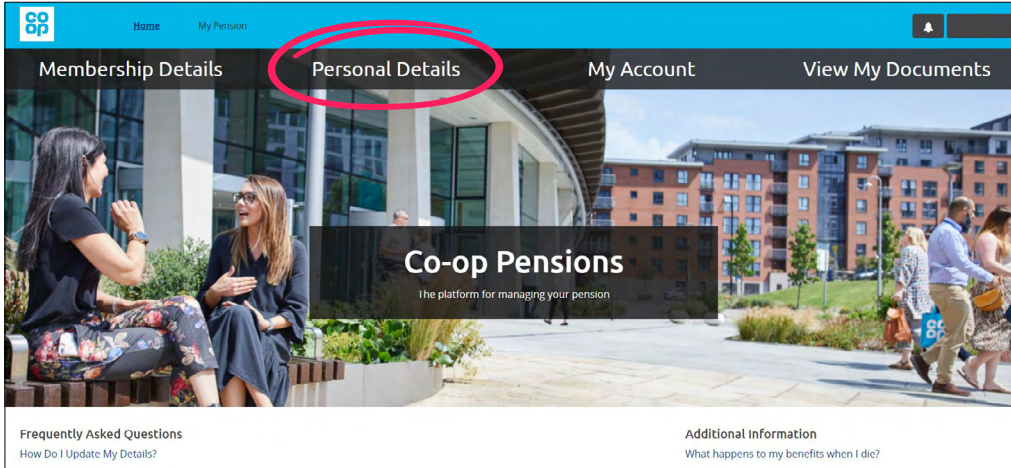 CO
OP
Home
My Pension
Membership Details
Personal Details
My Account
View My Documents
Co-op Pensions
The platform for managing your pension
CO
OP
Frequently Asked Questions
Additional Information
How Do I Update My Details?
What happens to my benefits when I die?